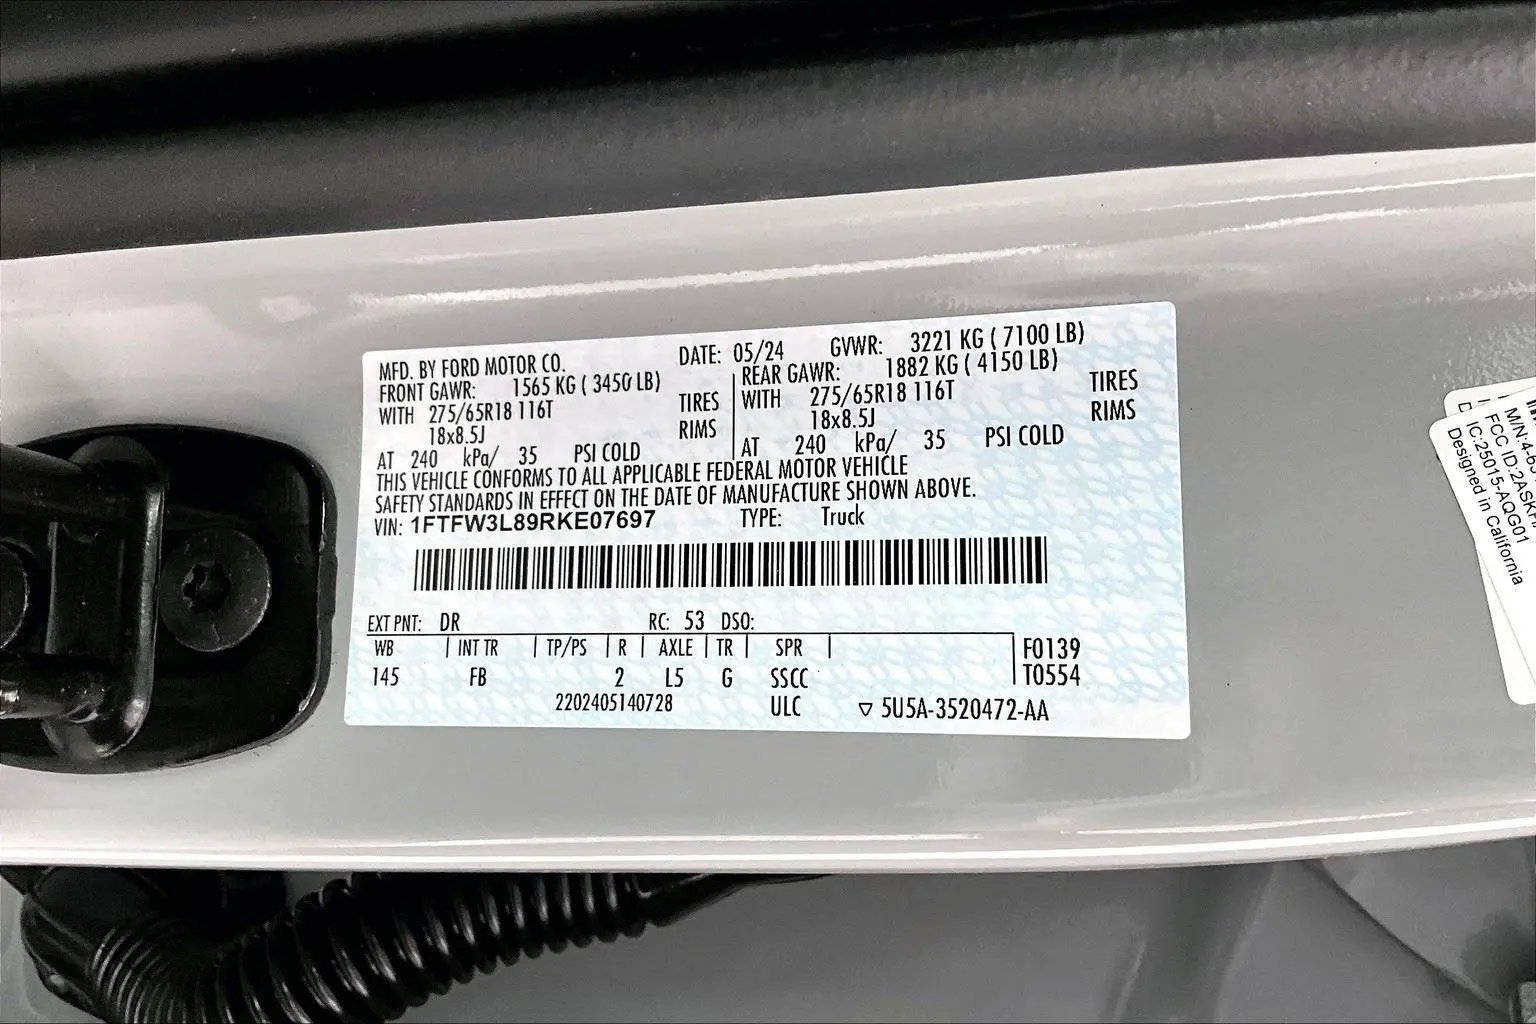 MFD. BY FORD MOTOR CO. DATE: 05/24 GVWR: 3221 KG ( 7100 LB)
FRONT GAWR: 1565 KG ( 3450 LB) REAR GAWR: 1882 KG ( 4150 LB)
WITH 275/65R18 116T TIRES WITH 275/65R18 116T TIRES
18x8.5J RIMS 18x8.5J RIMS
AT 240 kPa/ 35 PSI COLD AT 240 kPa/ 35 PSI COLD
THIS VEHICLE CONFORMS TO ALL APPLICABLE FEDERAL MOTOR VEHICLE
SAFETY STANDARDS IN EFFECT ON THE DATE OF MANUFACTURE SHOWN ABOVE.
VIN: 1FTFW3L89RKE07697 TYPE: Truck
EXT PNT: DR RC: 53 DSO:
WB | INT TR | TP/PS | R | AXLE | TR | SPR | F0139
145 FB 2 L5 G SSCC T0554
2202405140728 ULC ▽ 5U5A-3520472-AA
FCC ID:2ASKF
IC:25015-AQG01
Designed in California